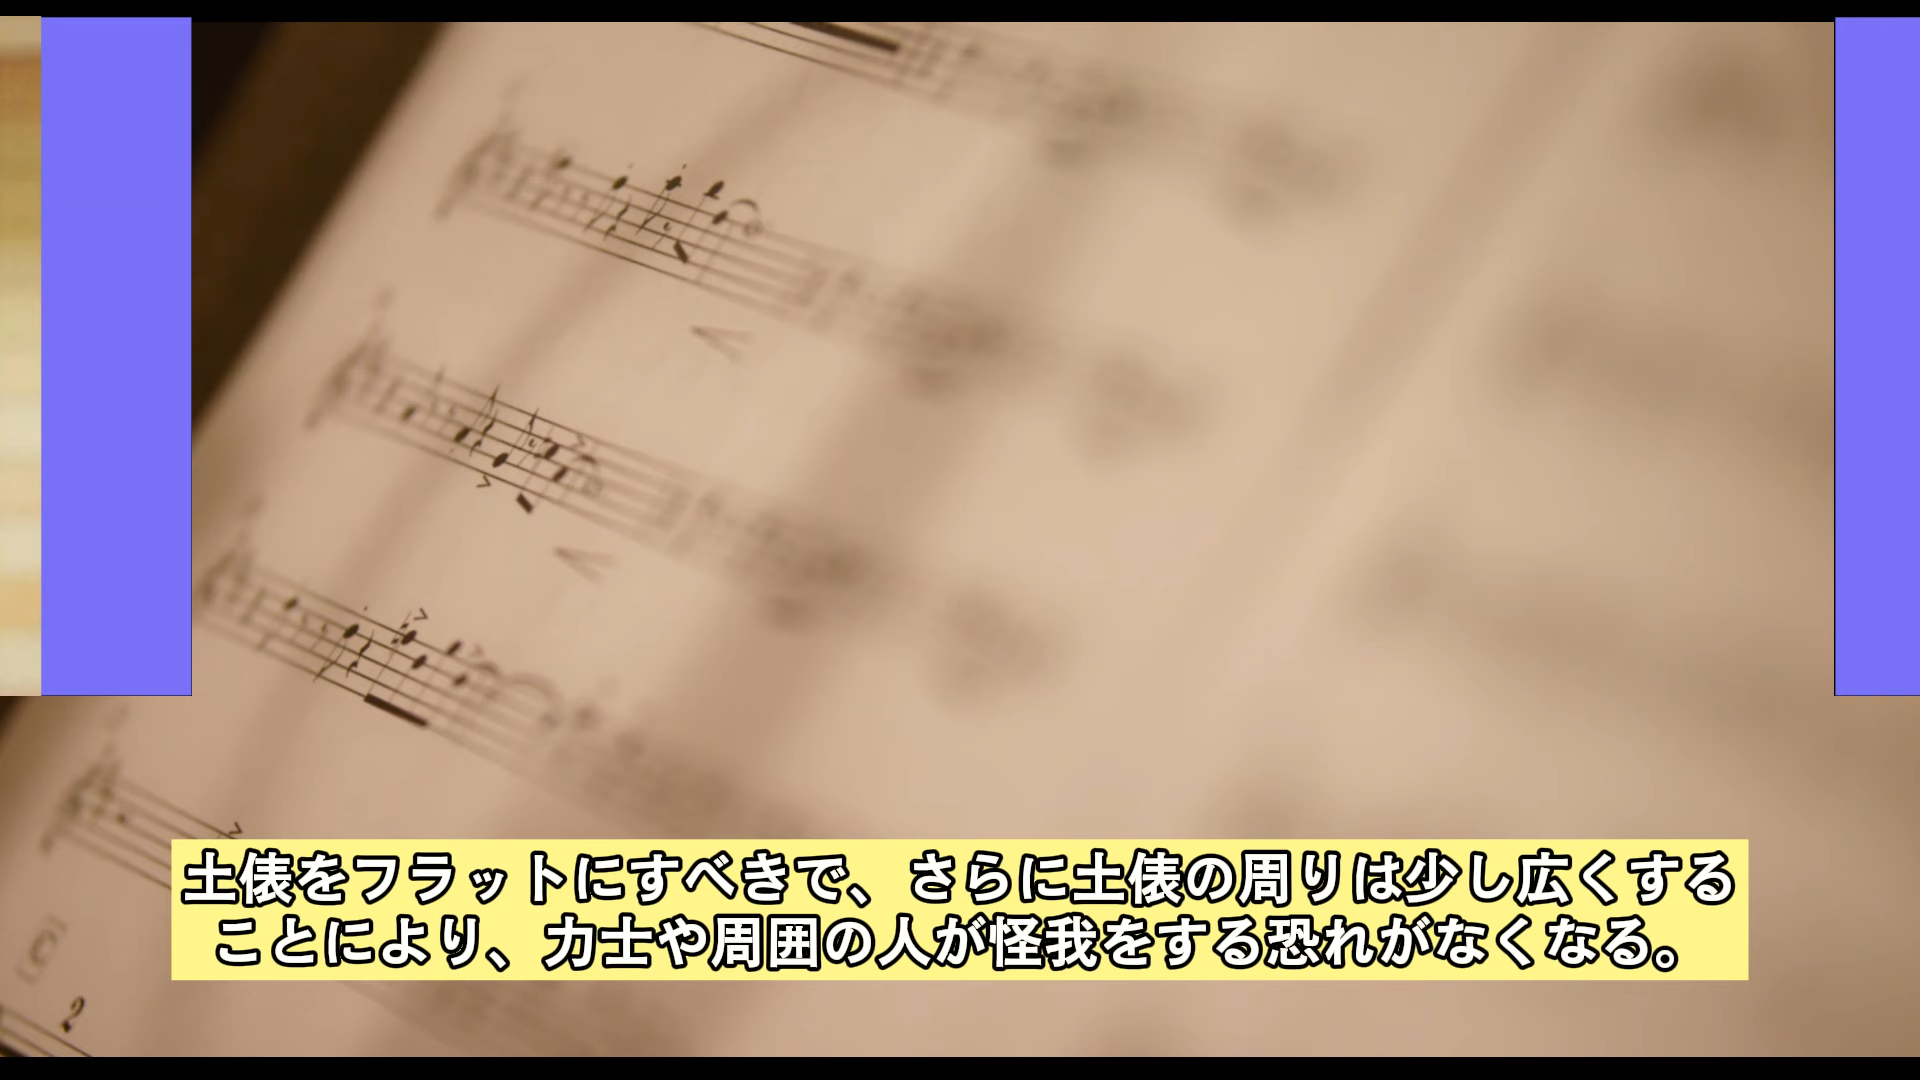 土俵をフラットにすべきで、さらに土俵の周りは少し広くする
ことにより、力士や周囲の人が怪我をする恐れがなくなる。
2